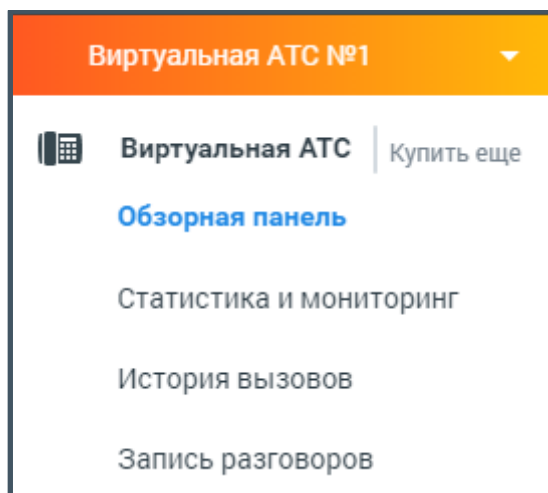 Виртуальная АТС №1
Виртуальная АТС Купить еще
Обзорная панель
Статистика и мониторинг
История вызовов
Запись разговоров